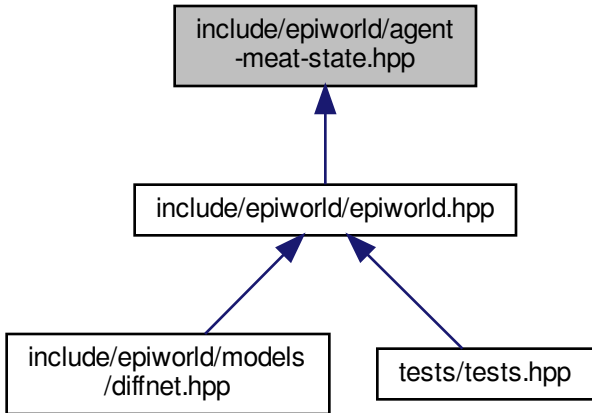 include/epiworld/agent
-meat-state.hpp
include/epiworld/epiworld.hpp
include/epiworld/models
/diffnet.hpp
tests/tests.hpp